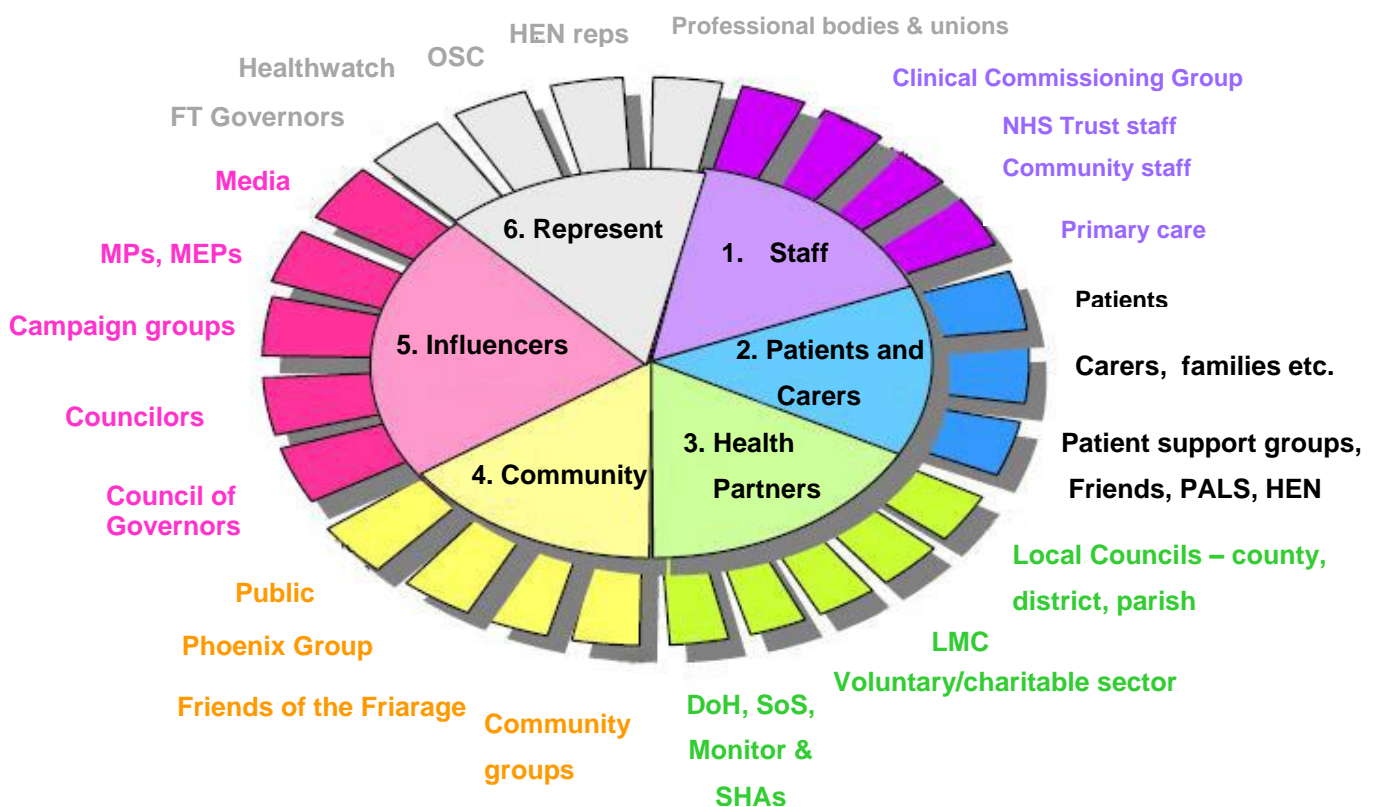 HEN reps
Professional bodies & unions
OSC
Healthwatch
FT Governors
Clinical Commissioning Group
NHS Trust staff
Community staff
Primary care
Media
MPs, MEPs
Campaign groups
Councilors
Council of
Governors
6. Represent
1. Staff
5. Influencers
2. Patients and
Carers
3. Health
Partners
4. Community
Patients
Carers, families etc.
Patient support groups,
Friends, PALS, HEN
Local Councils – county,
district, parish
LMC
Voluntary/charitable sector
DoH, SoS,
Monitor &
SHAs
Public
Phoenix Group
Friends of the Friarage
Community
groups